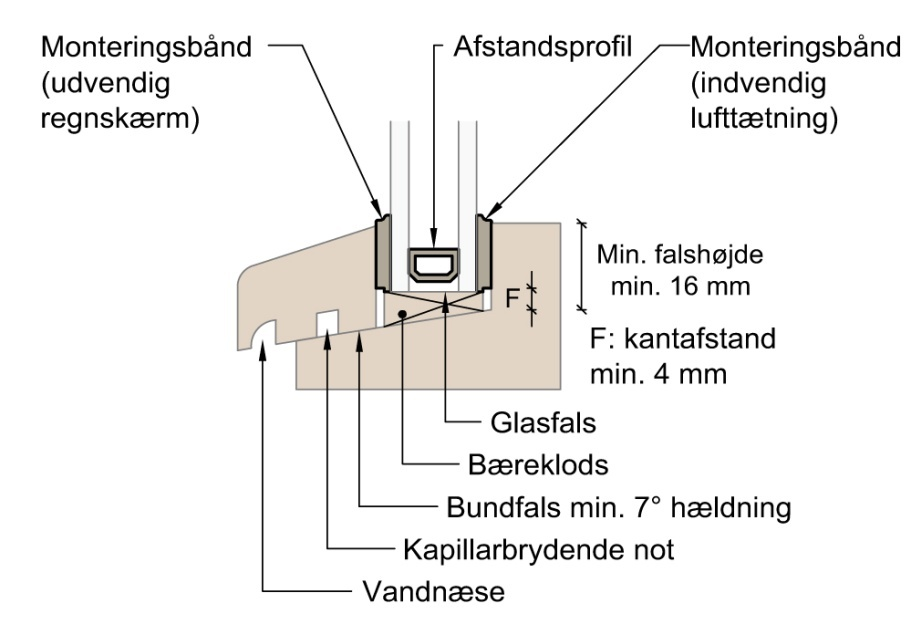 Monteringsbånd
(udvendig
regnskærm)
Afstandsprofil
Monteringsbånd
(indvendig
lufttætning)
Min. falshøjde
min. 16 mm
F
F: kantafstand
min. 4 mm
Glasfals
Bæreklods
Bundfals min. 7° hældning
Kapillarbrydende not
Vandnæse